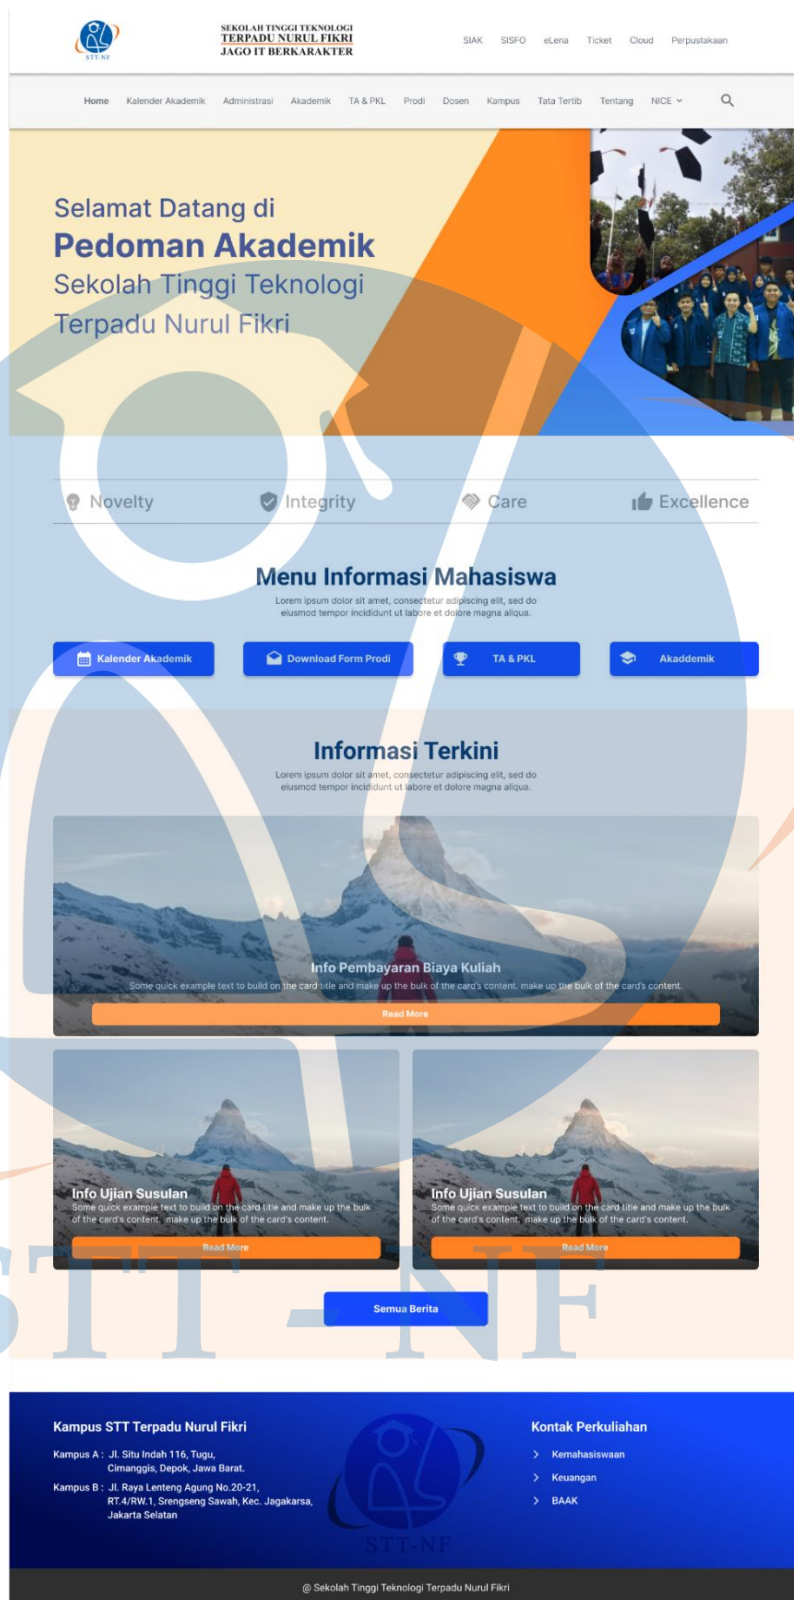 STT-NF
SEKOLAH TINGGI TEKNOLOGI
TERPADU NURUL FIKRI
JAGO IT BERKARAKTER
SIAK SISFO eLena Ticket Cloud Perpustakaan
Home Kalender Akademik Administrasi Akademik TA & PKL Prodi Dosen Kampus Tata Tertib Tentang NICE
Selamat Datang di
Pedoman Akademik
Sekolah Tinggi Teknologi
Terpadu Nurul Fikri
Novelty Integrity Care Excellence
Menu Informasi Mahasiswa
Lorem ipsum dolor sit amet, consectetur adipiscing elit, sed do
eiusmod tempor incididunt ut labore et dolore magna aliqua.
Kalender Akademik Download Form Prodi TA & PKL Akaddemik
Informasi Terkini
Lorem ipsum dolor sit amet, consectetur adipiscing elit, sed do
eiusmod tempor incididunt ut labore et dolore magna aliqua.
Info Pembayaran Biaya Kuliah
Some quick example text to build on the card title and make up the bulk of the card's content. make up the bulk of the card's content.
Read More
Info Ujian Susulan
Some quick example text to build on the card title and make up the bulk
of the card's content. make up the bulk of the card's content.
Read More
Info Ujian Susulan
Some quick example text to build on the card title and make up the bulk
of the card's content. make up the bulk of the card's content.
Read More
STT - NF
Semua Berita
Kampus STT Terpadu Nurul Fikri
Kampus A : Jl. Situ Indah 116, Tugu,
Cimanggis, Depok, Jawa Barat.
Kampus B : Jl. Raya Lenteng Agung No.20-21,
RT.4/RW.1, Srengseng Sawah, Kec. Jagakarsa,
Jakarta Selatan
STT-NF
Kontak Perkuliahan
Kemahasiswaan
Keuangan
BAAK
@ Sekolah Tinggi Teknologi Terpadu Nurul Fikri